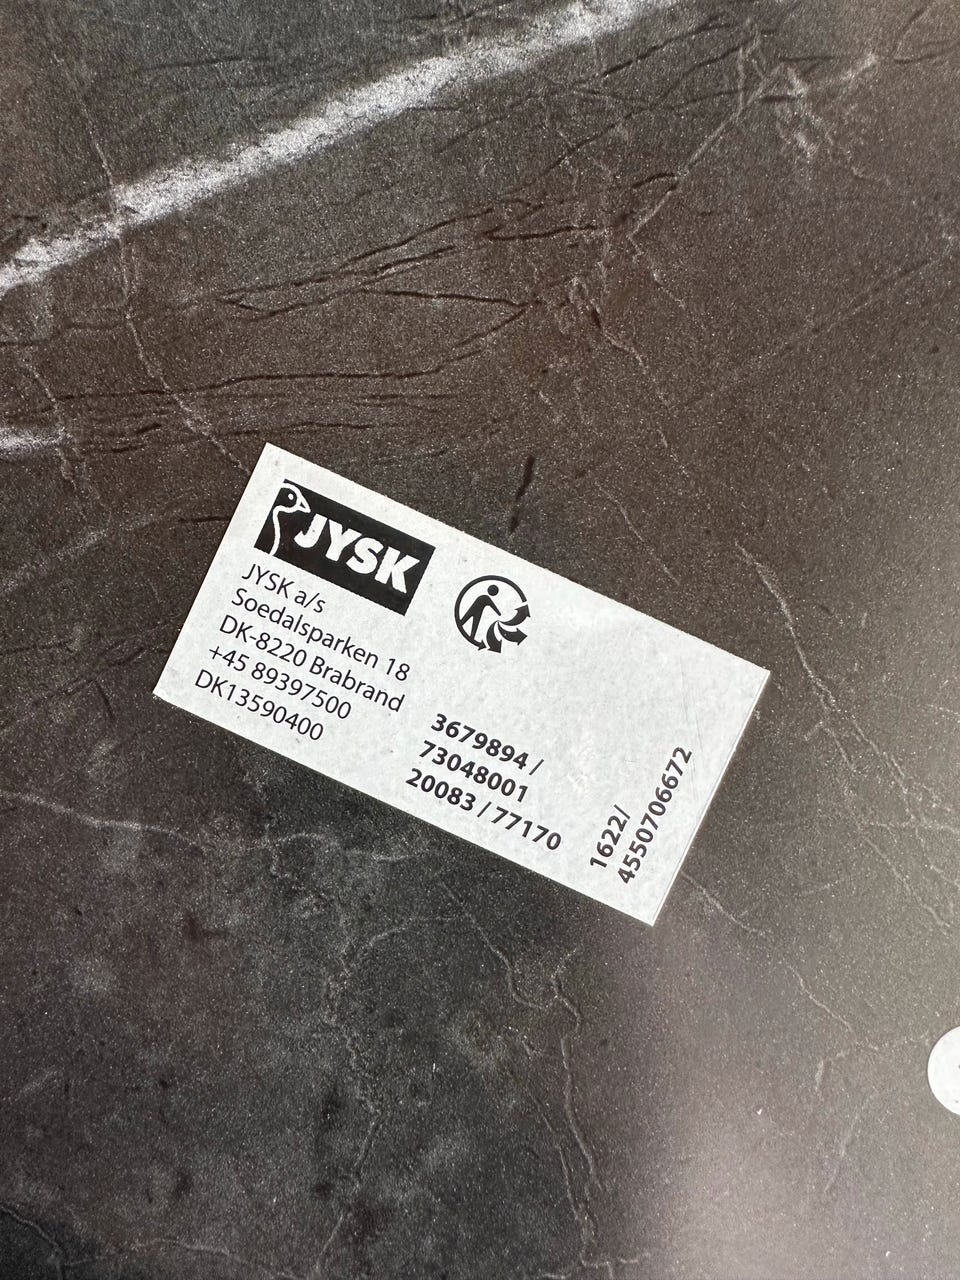 JYSK
JYSK a/s
Soedalsparken 18
DK-8220 Brabrand
+45 89397500
DK13590400
3679894 /
73048001
20083 / 77170
1622/
4550706672